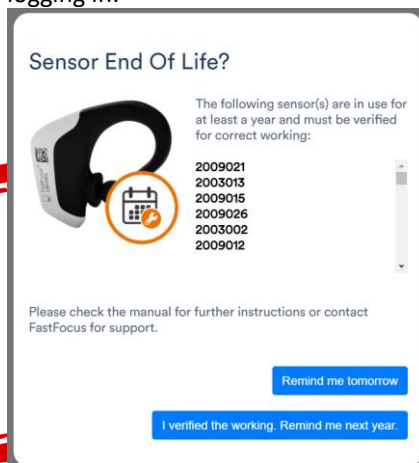 logging in.
Sensor End Of Life?
The following sensor(s) are in use for
at least a year and must be verified
for correct working:
2009021
2003013
2009015
2009026
2003002
2009012
Please check the manual for further instructions or contact
FastFocus for support.
Remind me tomorrow
I verified the working. Remind me next year.